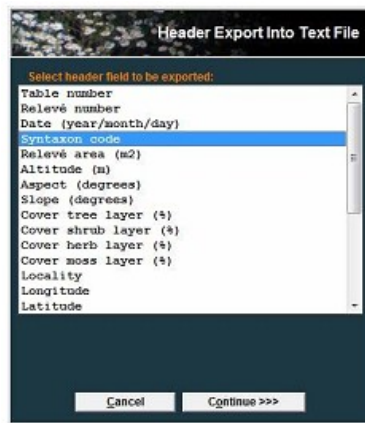 Header Export Into Text File
Select header field to be exported:
Table number
Relevé number
Date (year/month/day)
Syntaxon code
Relevé area (m2)
Altitude (m)
Aspect (degrees)
Slope (degrees)
Cover tree layer (%)
Cover shrub layer (%)
Cover herb layer (%)
Cover moss layer (%)
Locality
Longitude
Latitude
Cancel Continue >>>